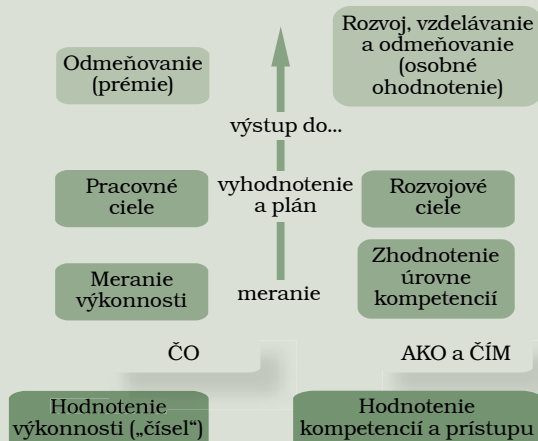 Odmeňovanie
(prémie)
Rozvoj, vzdelávanie
a odmeňovanie
(osobné
ohodnotenie)
výstup do...
Pracovné
ciele
vyhodnotenie
a plán
Rozvojové
ciele
Meranie
výkonnosti
meranie
Zhodnotenie
úrovne
kompetencií
ČO
AKO a ČÍM
Hodnotenie
výkonnosti („čísel“)
Hodnotenie
kompetencií a prístupu